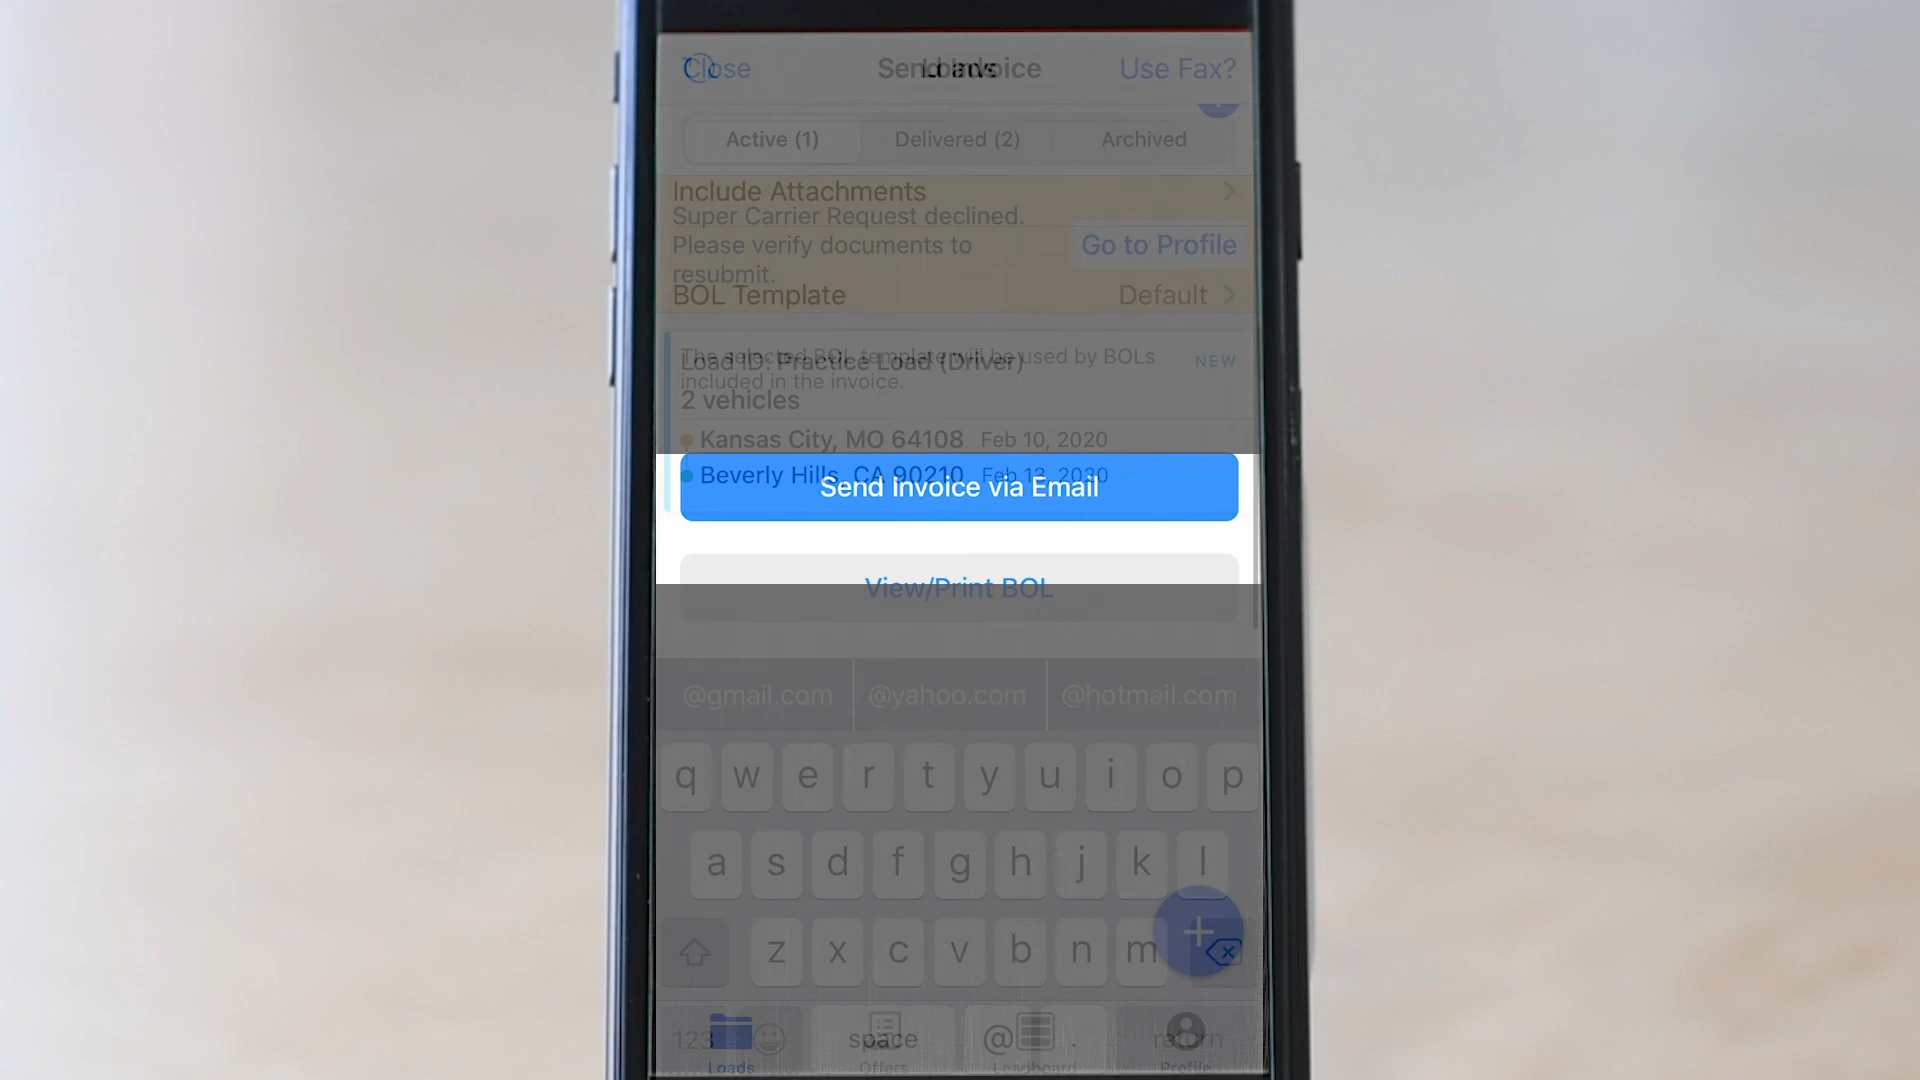 Close
Send Invoice
Loads
Use Fax?
Active (1)
Delivered (2)
Archived
Include Attachments
Super Carrier Request declined.
Please verify documents to
resubmit.
Go to Profile
BOL Template
Default
The selected BOL template will be used by BOLs
included in the invoice.
Load ID: Practice Load (Driver)
NEW
2 vehicles
Kansas City, MO 64108 Feb 10, 2020
Beverly Hills, CA 90210 Feb 13, 2020
Send Invoice via Email
View/Print BOL
@gmail.com @yahoo.com @hotmail.com
q w e r t y u i o p
a s d f g h j k l
z x c v b n m
123 space @ . return
Loads Offers Loadboard Profile